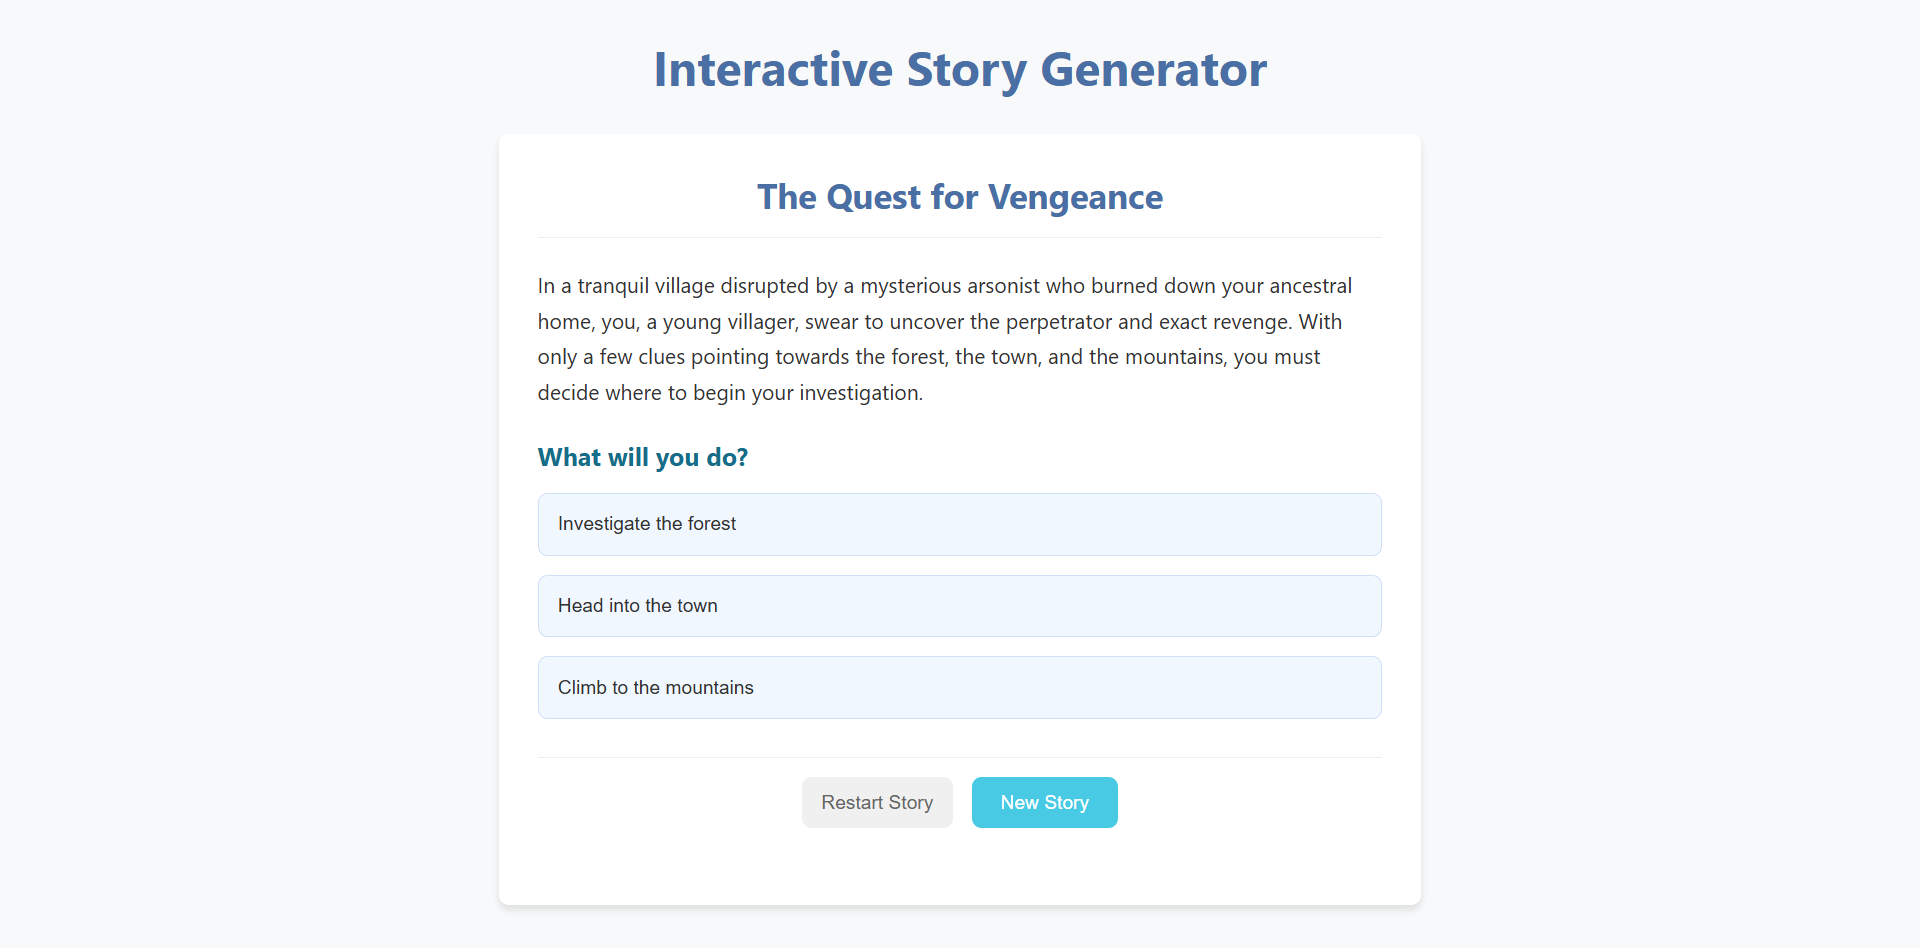 Interactive Story Generator
The Quest for Vengeance
In a tranquil village disrupted by a mysterious arsonist who burned down your ancestral
home, you, a young villager, swear to uncover the perpetrator and exact revenge. With
only a few clues pointing towards the forest, the town, and the mountains, you must
decide where to begin your investigation.
What will you do?
Investigate the forest
Head into the town
Climb to the mountains
Restart Story
New Story